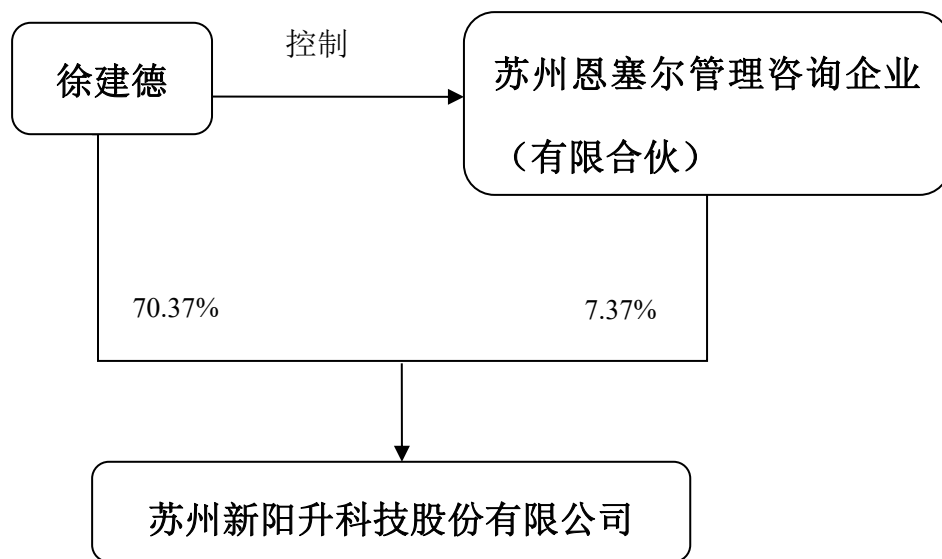 控制
徐建德
苏州恩塞尔管理咨询企业
（有限合伙）
70.37%
7.37%
苏州新阳升科技股份有限公司